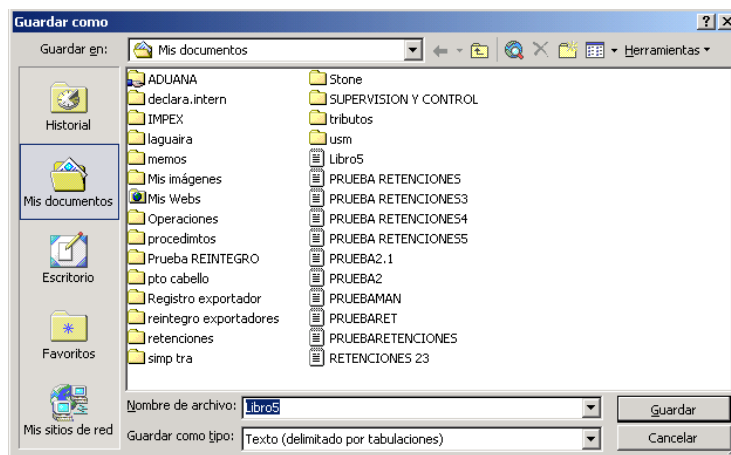 Guardar como
Guardar en:
Mis documentos
Herramientas
Historial
Mis documentos
Escritorio
Favoritos
Mis sitios de red
ADUANA
declara.intern
IMPEX
laguaira
memos
Mis imágenes
Mis Webs
Operaciones
procedimtos
Prueba REINTEGRO
pto cabello
Registro exportador
reintegro exportadores
retenciones
simp tra
Stone
SUPERVISION Y CONTROL
tributos
usm
Libro5
PRUEBA RETENCIONES
PRUEBA RETENCIONES3
PRUEBA RETENCIONES4
PRUEBA RETENCIONES5
PRUEBA2.1
PRUEBA2
PRUEBAMAN
PRUEBARET
PRUEBARETENCIONES
RETENCIONES 23
Nombre de archivo:
Libro5
Guardar
Guardar como tipo:
Texto (delimitado por tabulaciones)
Cancelar